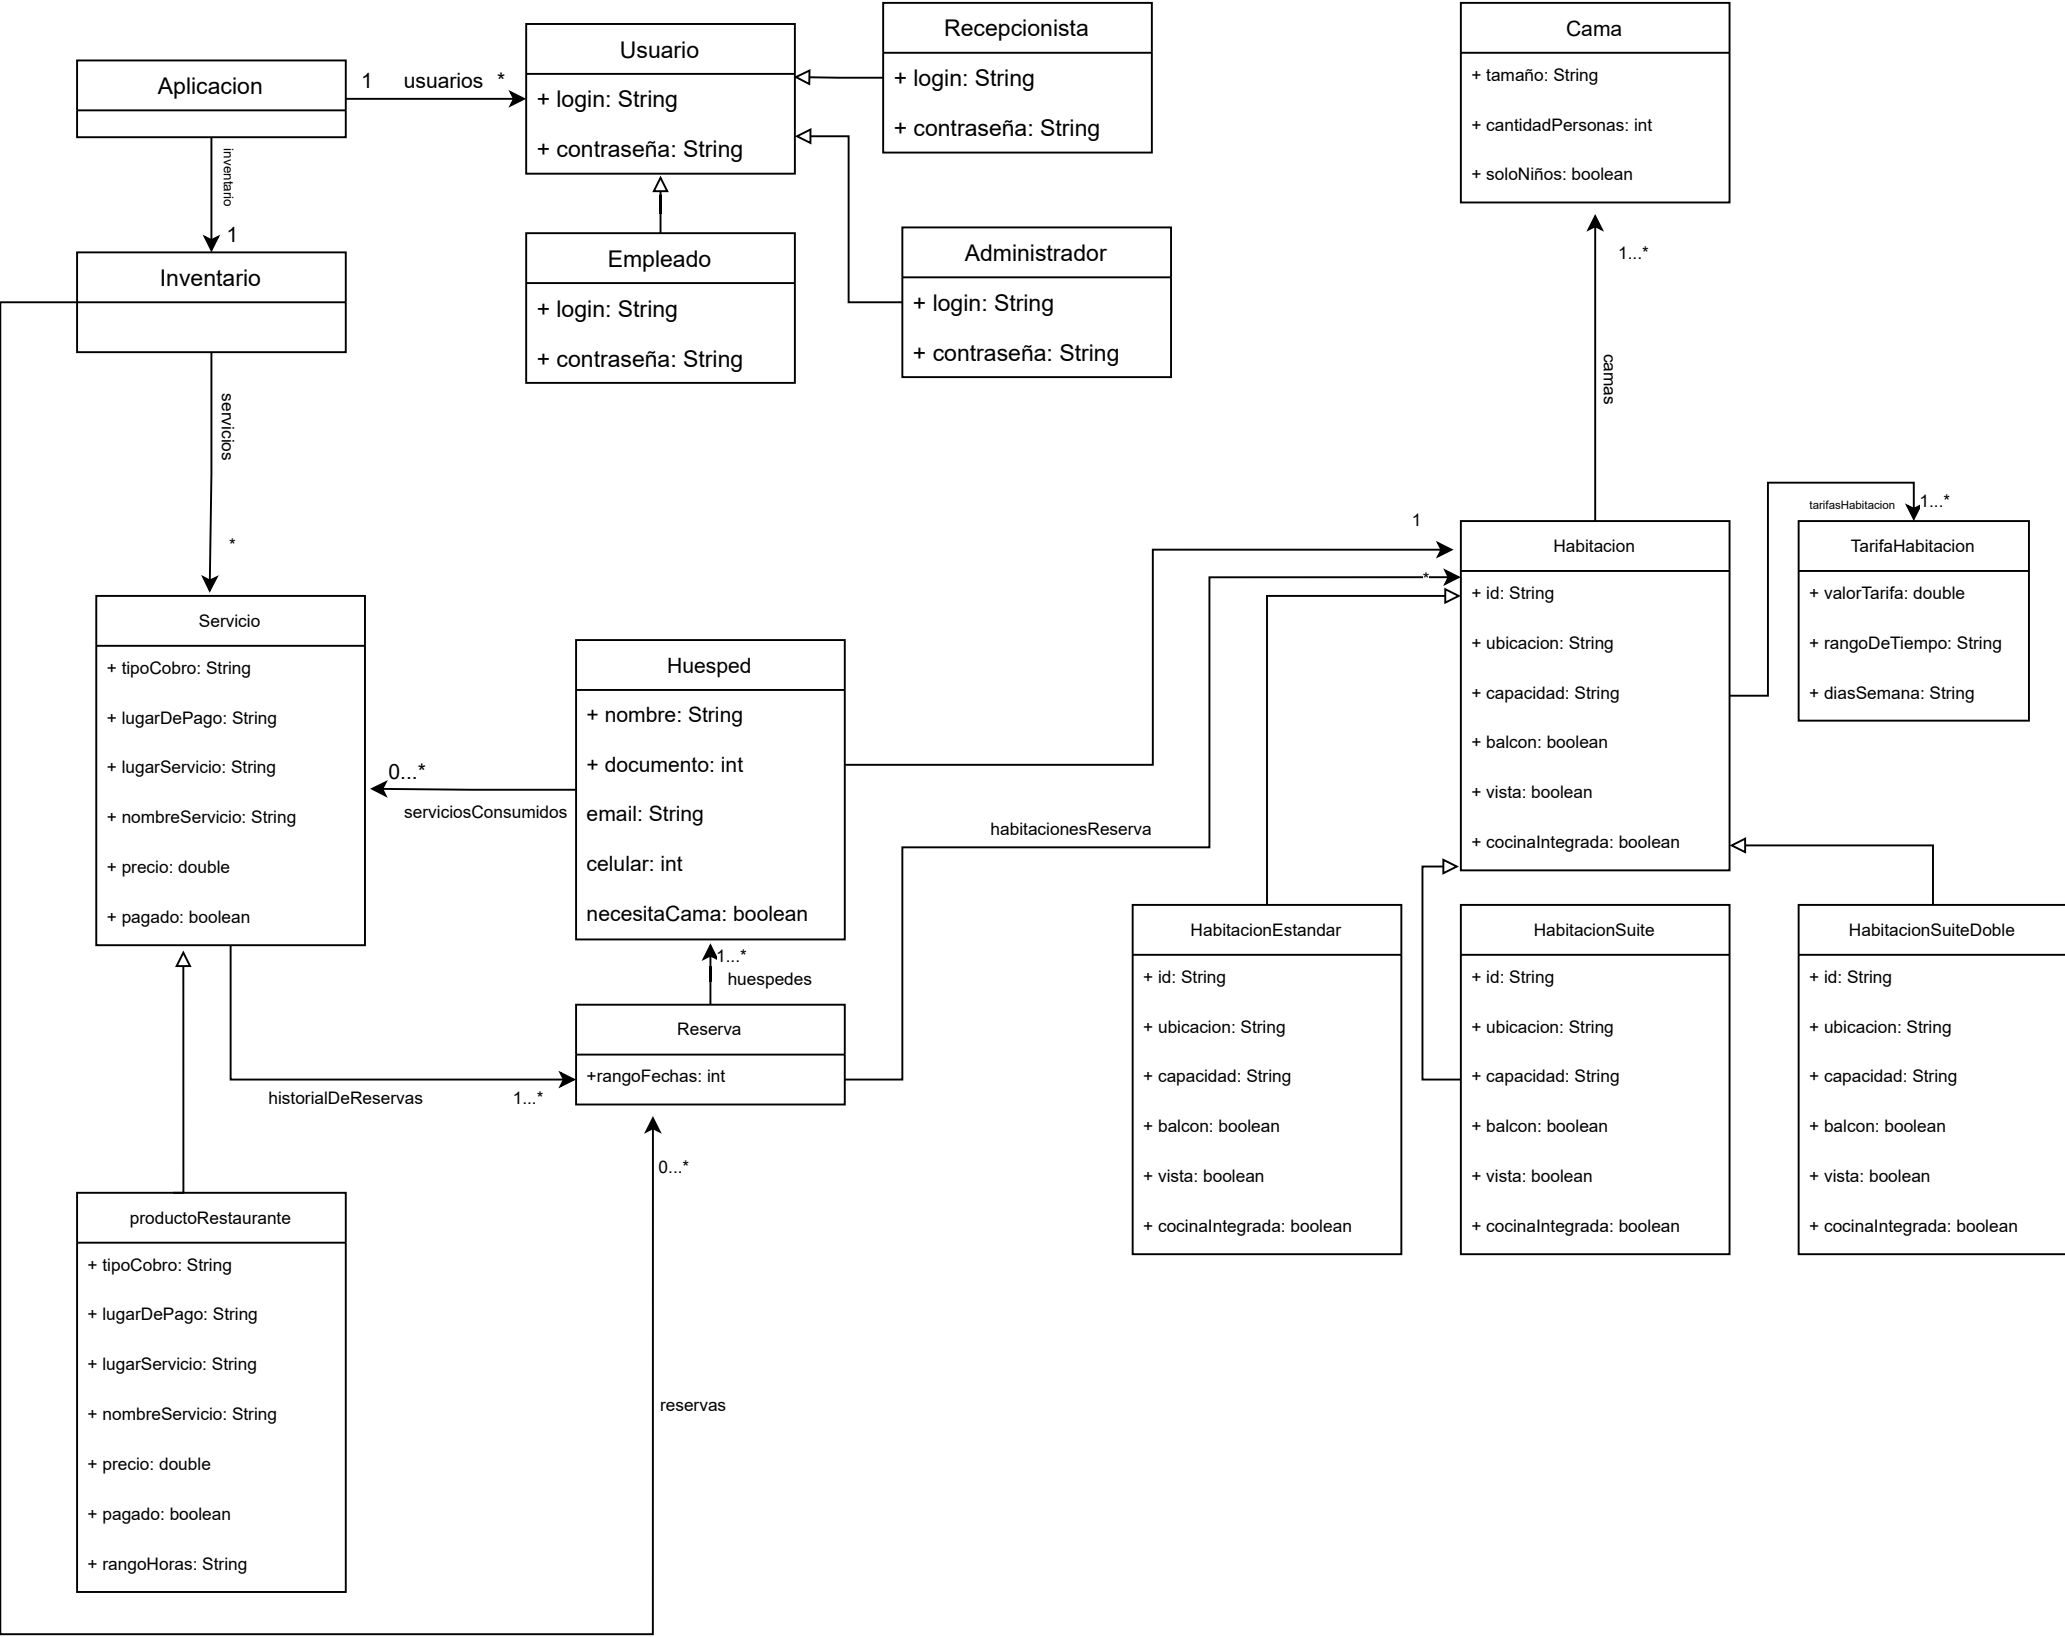 Aplicacion
1
usuarios
*
inventario
1
Inventario
Usuario
+ login: String
+ contraseña: String
Recepcionista
+ login: String
+ contraseña: String
Empleado
+ login: String
+ contraseña: String
Administrador
+ login: String
+ contraseña: String
Cama
+ tamaño: String
+ cantidadPersonas: int
+ soloNiños: boolean
1...*
camas
servicios
*
Servicio
+ tipoCobro: String
+ lugarDePago: String
+ lugarServicio: String
+ nombreServicio: String
+ precio: double
+ pagado: boolean
0...*
serviciosConsumidos
Huesped
+ nombre: String
+ documento: int
email: String
celular: int
necesitaCama: boolean
1...*
huespedes
Reserva
+rangoFechas: int
historialDeReservas
1...*
0...*
reservas
habitacionesReserva
1
*
Habitacion
+ id: String
+ ubicacion: String
+ capacidad: String
+ balcon: boolean
+ vista: boolean
+ cocinaIntegrada: boolean
tarifasHabitacion
1...*
TarifaHabitacion
+ valorTarifa: double
+ rangoDeTiempo: String
+ diasSemana: String
HabitacionEstandar
+ id: String
+ ubicacion: String
+ capacidad: String
+ balcon: boolean
+ vista: boolean
+ cocinaIntegrada: boolean
HabitacionSuite
+ id: String
+ ubicacion: String
+ capacidad: String
+ balcon: boolean
+ vista: boolean
+ cocinaIntegrada: boolean
HabitacionSuiteDoble
+ id: String
+ ubicacion: String
+ capacidad: String
+ balcon: boolean
+ vista: boolean
+ cocinaIntegrada: boolean
productoRestaurante
+ tipoCobro: String
+ lugarDePago: String
+ lugarServicio: String
+ nombreServicio: String
+ precio: double
+ pagado: boolean
+ rangoHoras: String